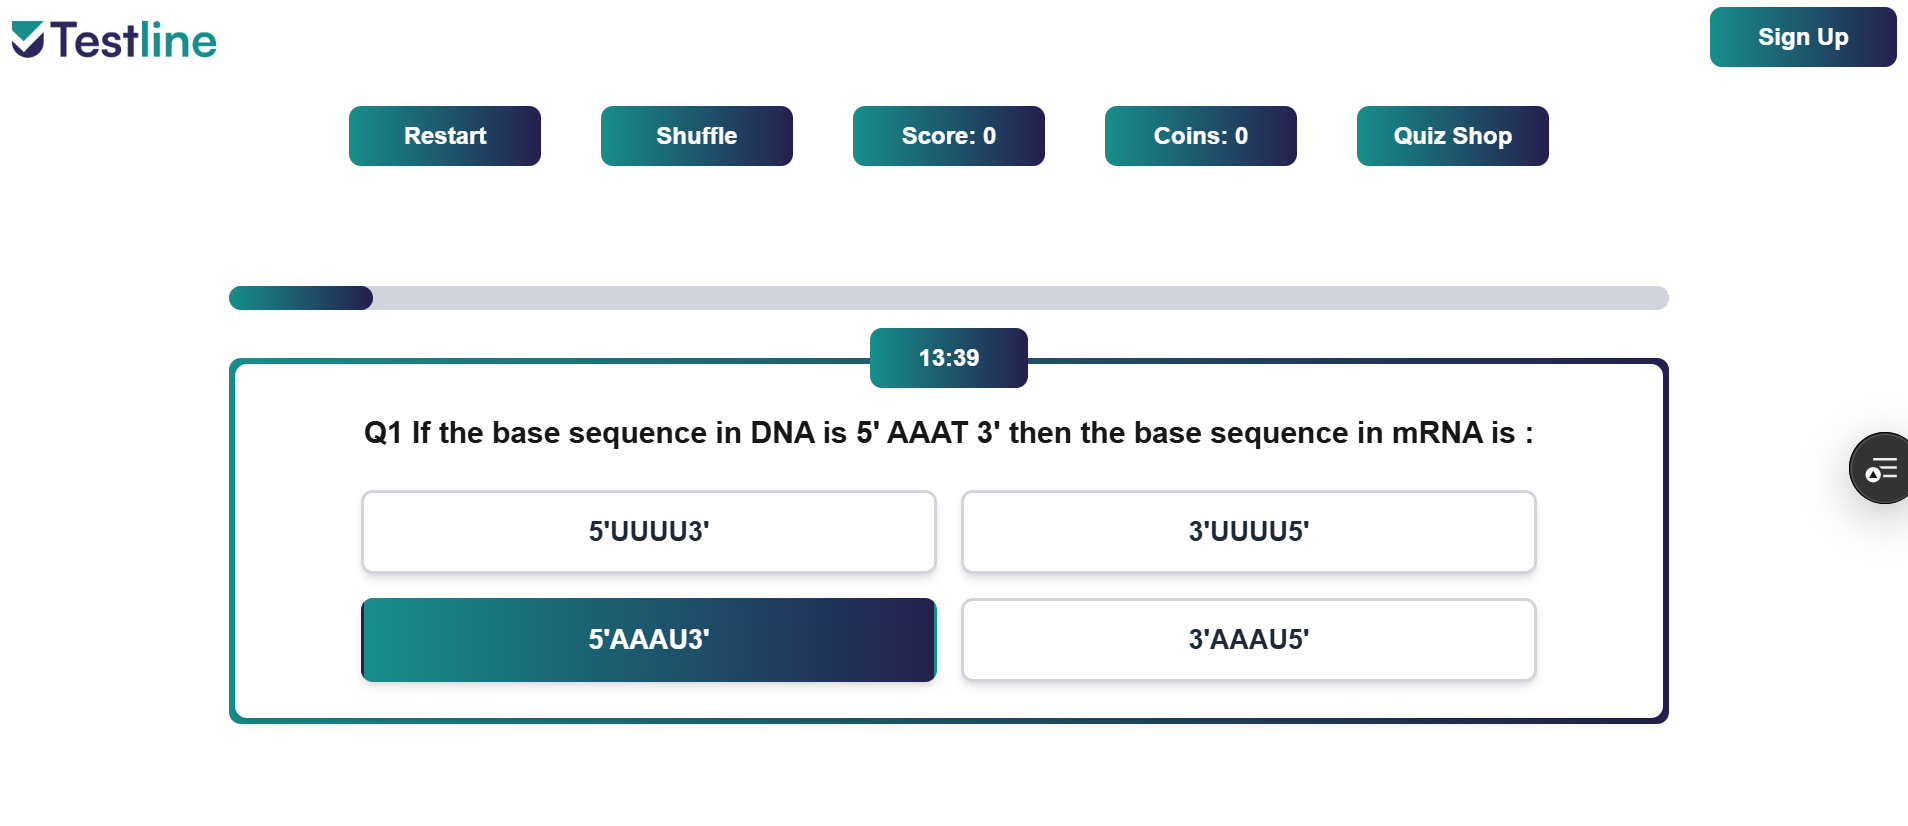 Testline
Sign Up
Restart
Shuffle
Score: 0
Coins: 0
Quiz Shop
13:39
Q1 If the base sequence in DNA is 5' AAAT 3' then the base sequence in mRNA is :
5'UUUU3'
3'UUUU5'
5'AAAU3'
3'AAAU5'